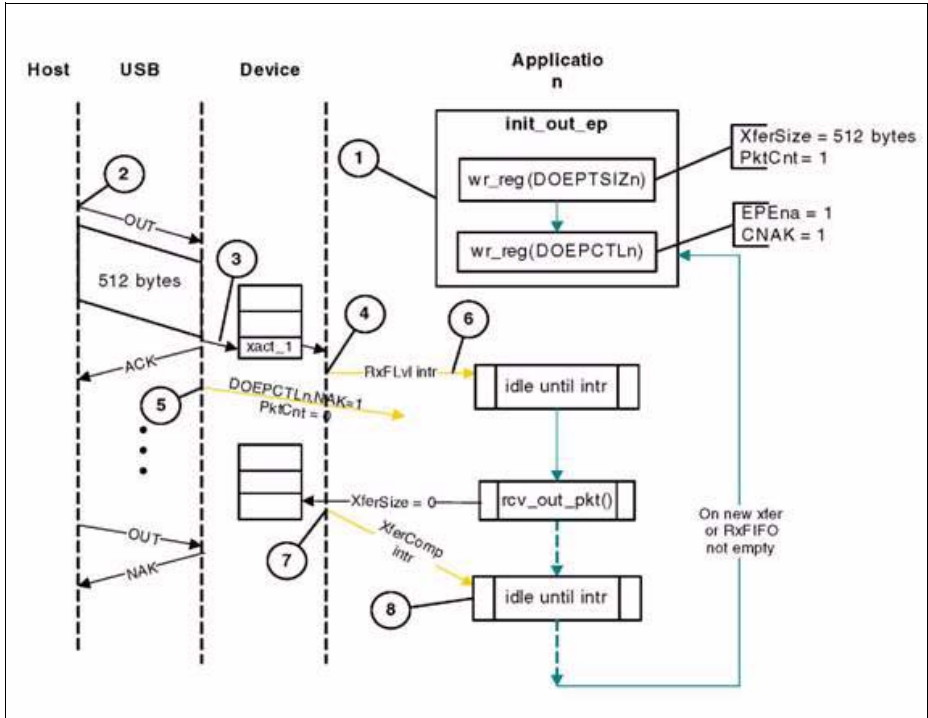 Host
USB
Device
Applicatio
n
init_out_ep
1
wr_reg(DOEPTSIZn)
XferSize = 512 bytes
PktCnt = 1
wr_reg(DOEPCTLn)
EPEna = 1
CNAK = 1
2
OUT
512 bytes
3
xact_1
ACK
4
RxFLvl intr
6
idle until intr
5
DOEPCTLn.NAK=1
PktCnt = 0
XferSize = 0
rcv_out_pkt()
On new xfer
or RxFIFO
not empty
OUT
NAK
7
XferComp
intr
8
idle until intr